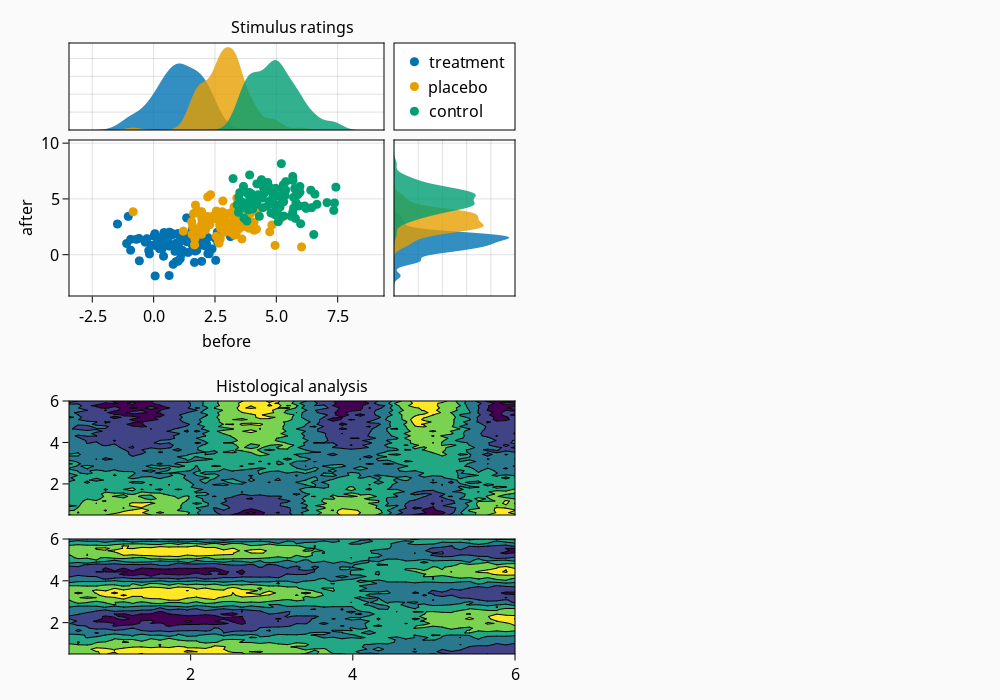 Stimulus ratings
treatment
placebo
control
10
5
0
after
-2.5 0.0 2.5 5.0 7.5
before
Histological analysis
6
4
2
6
4
2
2 4 6